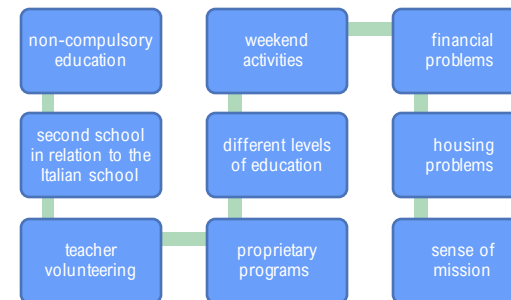 non-compulsory
education
second school
in relation to the
Italian school
teacher
volunteering
proprietary
programs
different levels
of education
weekend
activities
financial
problems
housing
problems
sense of
mission